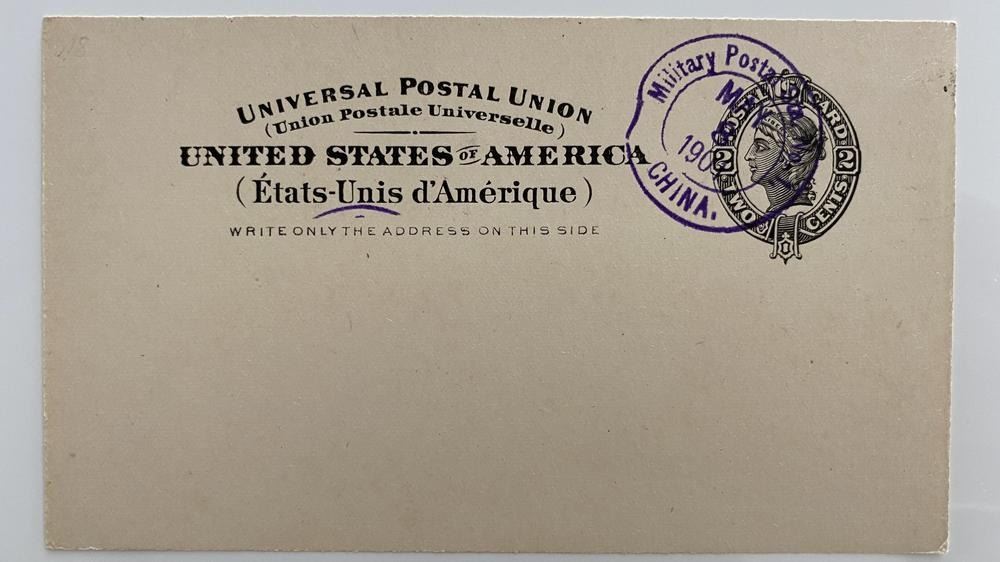 118
UNIVERSAL POSTAL UNION
(Union Postale Universelle)
UNITED STATES OF AMERICA
(États-Unis d'Amérique)
WRITE ONLY THE ADDRESS ON THIS SIDE
Military Postal
CHINA.
POSTAL CARD
2 2
TWO CENTS